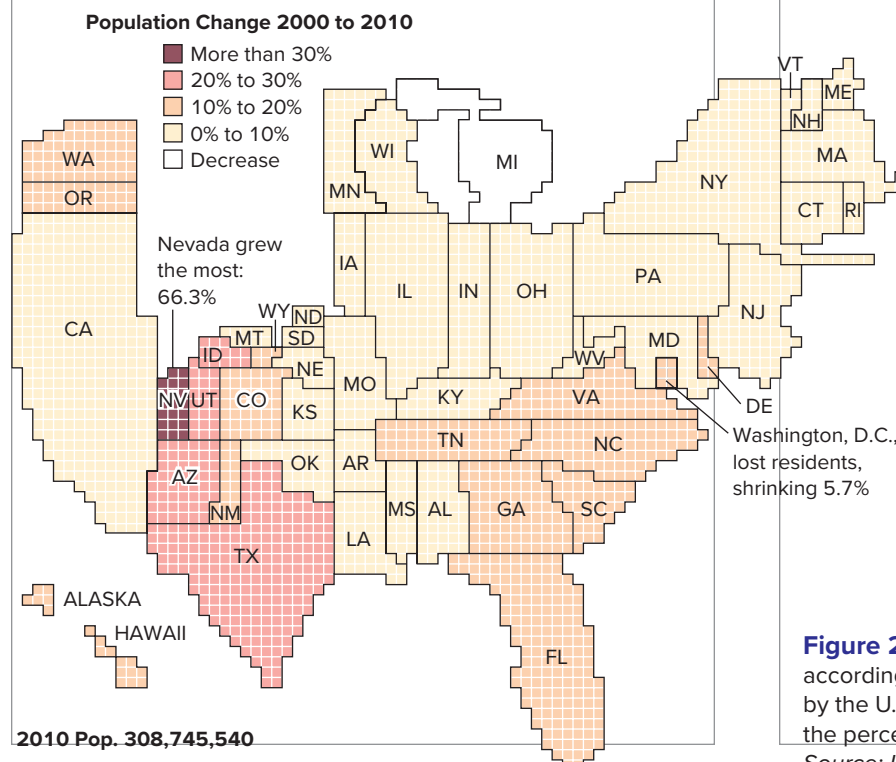 Population Change 2000 to 2010
More than 30%
20% to 30%
10% to 20%
0% to 10%
Decrease
VT
ME
NH
WA
OR
WI
MI
MN
NY
MA
CT
RI
Nevada grew
the most:
66.3%
IA
IL
IN
OH
PA
NJ
CA
WY
ND
MT
SD
ID
NE
MO
WV
MD
NV
UT
CO
KS
KY
VA
DE
TN
NC
Washington, D.C.,
lost residents,
shrinking 5.7%
AZ
OK
AR
NM
MS
AL
GA
SC
TX
LA
ALASKA
HAWAII
FL
2010 Pop. 308,745,540
Figure 2
according
by the U.
the perce
Source: